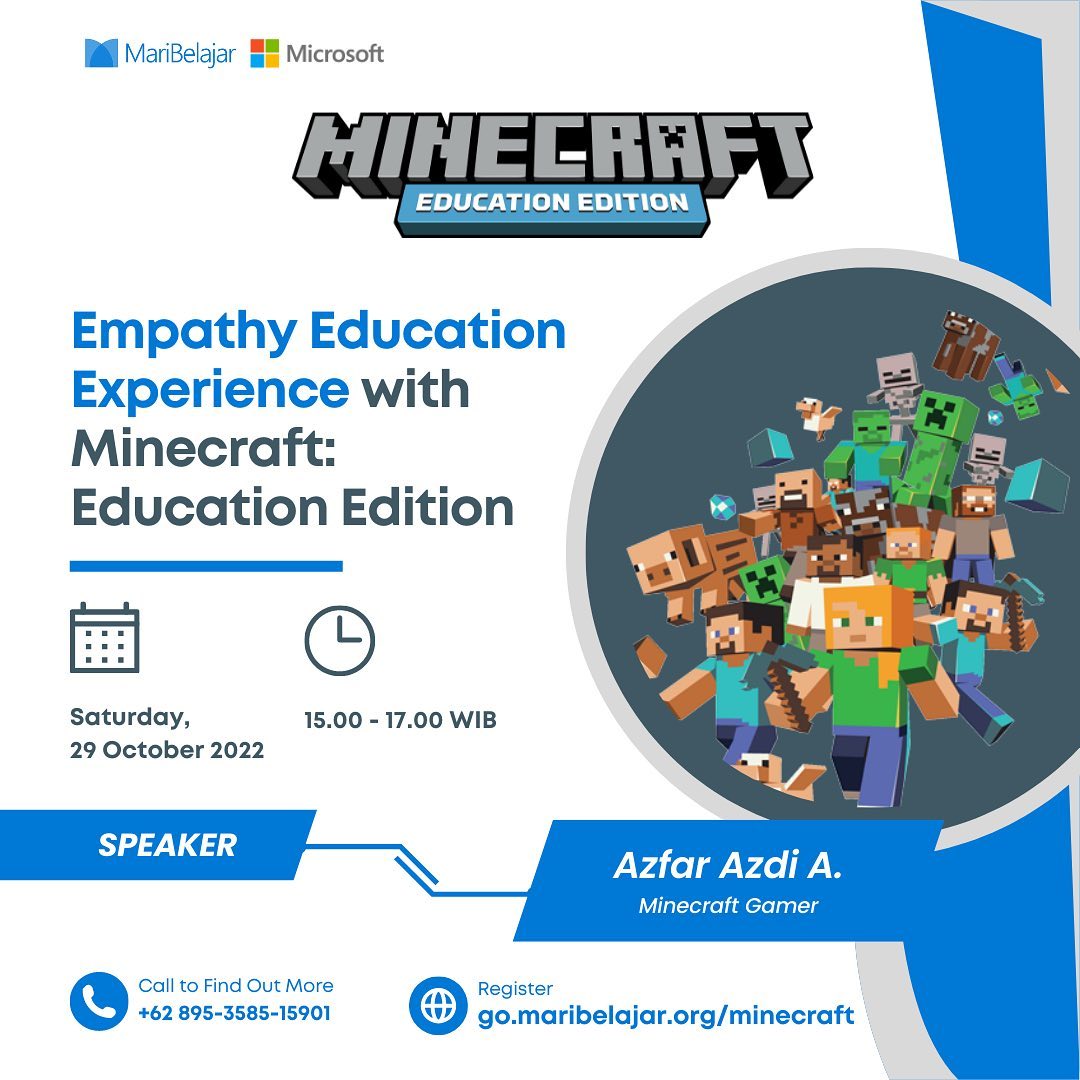 MariBelajar Microsoft
MINECRAFT
EDUCATION EDITION
Empathy Education
Experience with
Minecraft:
Education Edition
Saturday,
29 October 2022
15.00 - 17.00 WIB
SPEAKER
Azfar Azdi A.
Minecraft Gamer
Call to Find Out More
+62 895-3585-15901
Register
go.maribelajar.org/minecraft